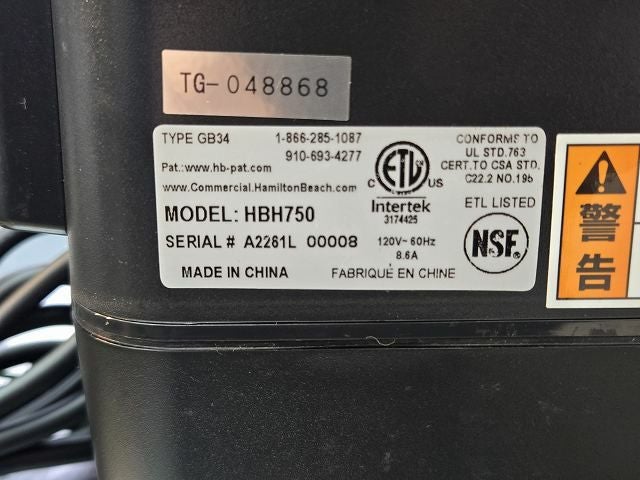 TG-048868
TYPE GB34
1-866-285-1087
910-693-4277
Pat.:www.hb-pat.com
www.Commercial.HamiltonBeach.com
MODEL: HBH750
SERIAL # A2261L 00008
MADE IN CHINA
FABRIQUÉ EN CHINE
C ETL US
Intertek
3174425
120V~ 60Hz
8.6A
CONFORMS TO
UL STD.763
CERT.TO CSA STD.
C22.2 NO.195
ETL LISTED
NSF.
警
告